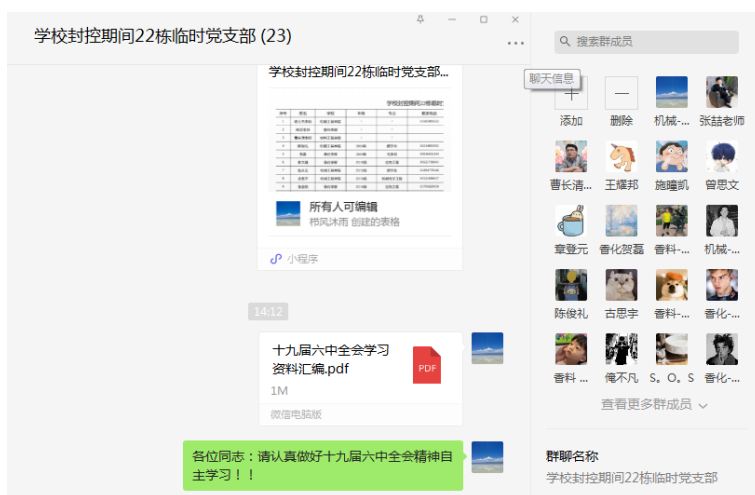 学校封控期间22栋临时党支部 (23)
搜索群成员
聊天信息
学校封控期间22栋临时党支部...
所有人可编辑
栉风沐雨 创建的表格
小程序
14:12
十九届六中全会学习
资料汇编.pdf
PDF
1M
微信电脑版
各位同志：请认真做好十九届六中全会精神自
主学习！！
添加
删除
机械-...
张喆老师
曹长清...
王耀邦
施瞳凯
曾思文
章登元
香化贺磊
香料-...
机械-...
陈俊礼
古思宇
香料-...
香化-...
香料 ...
俺不凡
S。O。S
香化-...
查看更多群成员
群聊名称
学校封控期间22栋临时党支部